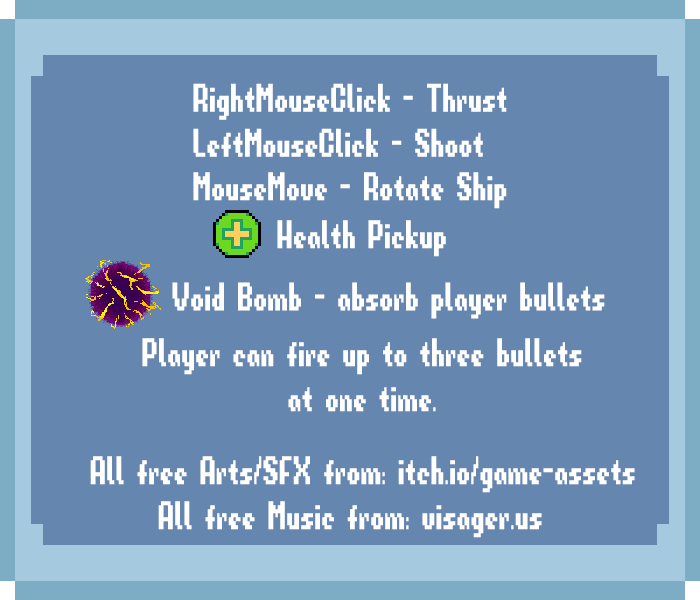 RightMouseClick - Thrust
LeftMouseClick - Shoot
MouseMove - Rotate Ship
Health Pickup
Void Bomb - absorb player bullets
Player can fire up to three bullets
at one time.
All free Arts/SFX from: itch.io/game-assets
All free Music from: visager.us